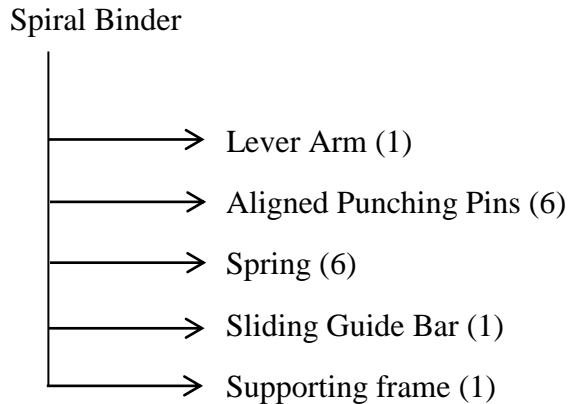 Spiral Binder
Lever Arm (1)
Aligned Punching Pins (6)
Spring (6)
Sliding Guide Bar (1)
Supporting frame (1)